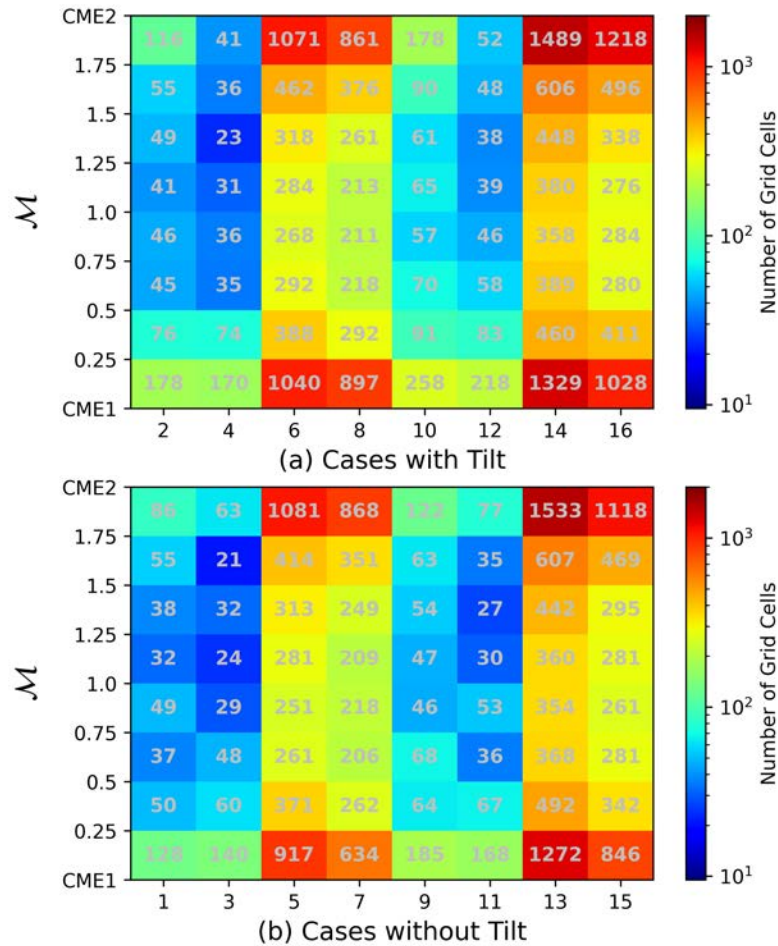 CME2
116 41 1071 861 178 52 1489 1218
1.75
55 36 462 376 90 48 606 496
1.5
49 23 318 261 61 38 448 338
1.25
41 31 284 213 65 39 380 276
1.0
46 36 268 211 57 46 358 284
0.75
45 35 292 218 70 58 389 280
0.5
76 74 388 292 91 83 460 411
0.25
178 170 1040 897 258 218 1329 1028
CME1
ℳ
2 4 6 8 10 12 14 16
(a) Cases with Tilt
10³
10²
10¹
Number of Grid Cells
CME2
86 63 1081 868 122 77 1533 1118
1.75
55 21 414 351 63 35 607 469
1.5
38 32 313 249 54 27 442 295
1.25
32 24 281 209 47 30 360 281
1.0
49 29 251 218 46 53 354 261
0.75
37 48 261 206 68 36 368 281
0.5
50 60 371 262 64 67 492 342
0.25
128 140 917 634 185 168 1272 846
CME1
ℳ
1 3 5 7 9 11 13 15
(b) Cases without Tilt
10³
10²
10¹
Number of Grid Cells